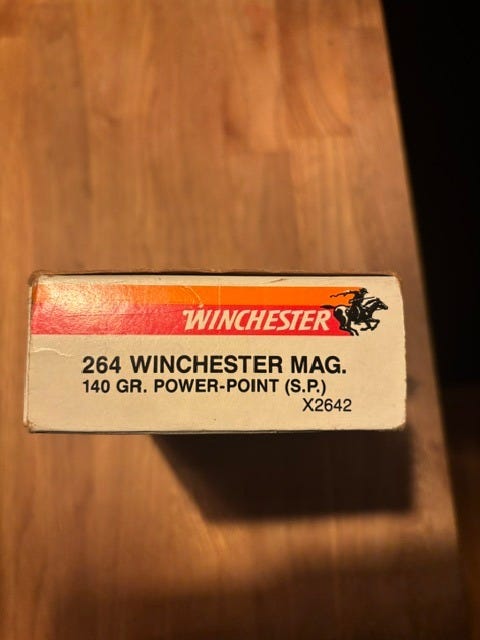 WINCHESTER
264 WINCHESTER MAG.
140 GR. POWER-POINT (S.P.)
X2642